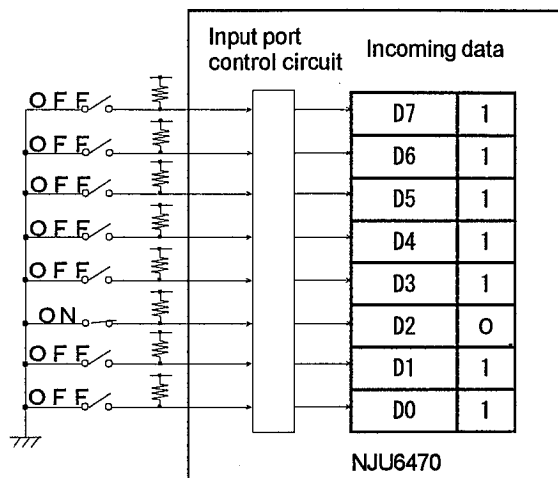 Input port
control circuit
Incoming data
OFF D7 1
OFF D6 1
OFF D5 1
OFF D4 1
OFF D3 1
ON D2 0
OFF D1 1
OFF D0 1
NJU6470